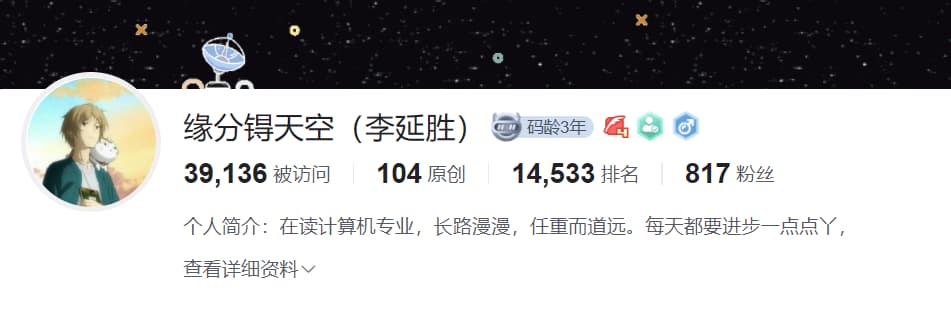 缘分锝天空（李延胜） 码龄3年
39,136 被访问 104 原创 14,533 排名 817 粉丝
个人简介：在读计算机专业，长路漫漫，任重而道远。每天都要进步一点点丫，
查看详细资料